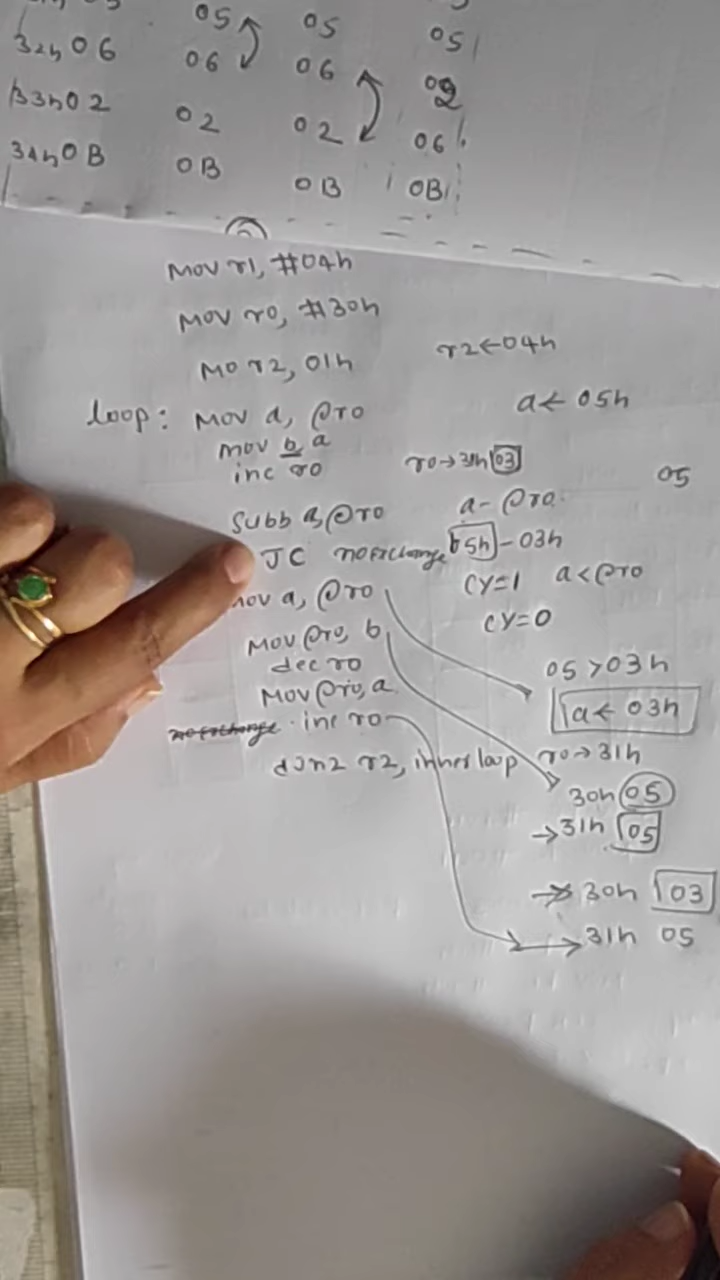 05 05 05
32h 06 06 06 02
33h 02 02 02 06
34h 0B 0B 0B 0B
Mov r1, #04h
Mov r0, #30h
Mo r2, 01h r2←04h
loop: Mov a, @r0 a← 05h
mov b a
inc r0 r0→31h 03 05
Subb a, @r0 a- @r0
JC noexchange 05h - 03h
mov a, @r0 CY=1 a<@r0
Mov @r0, b CY=0
dec r0 05 >03h
Mov @r0, a a← 03h
noexchange inc r0
djnz r2, inner loop r0→31h
30h 05
→31h 05
→ 30h 03
→ 31h 05